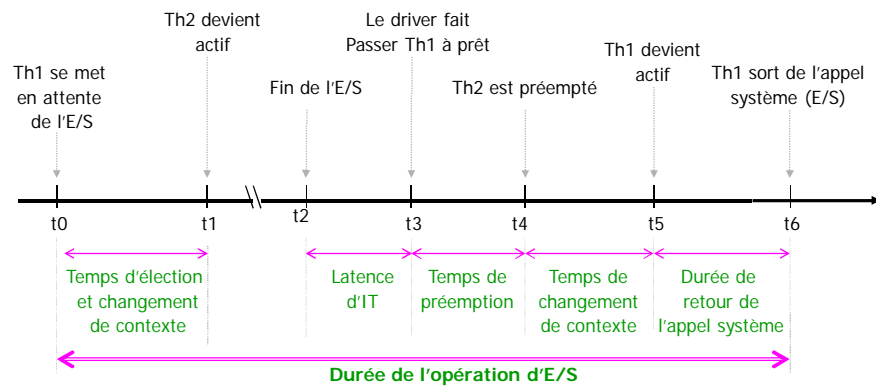 Th1 se met
en attente
de l'E/S
Th2 devient
actif
Fin de l'E/S
Le driver fait
Passer Th1 à prêt
Th2 est préempté
Th1 devient
actif
Th1 sort de l'appel
système (E/S)
t0
t1
t2
t3
t4
t5
t6
Temps d'élection
et changement
de contexte
Latence
d'IT
Temps de
préemption
Temps de
changement
de contexte
Durée de
retour de
l'appel système
Durée de l'opération d'E/S